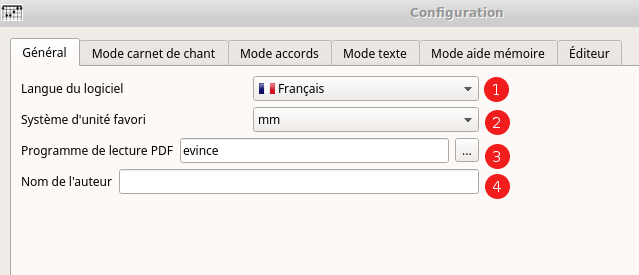 Configuration
Général Mode carnet de chant Mode accords Mode texte Mode aide mémoire Éditeur
Langue du logiciel Français 1
Système d'unité favori mm 2
Programme de lecture PDF evince ... 3
Nom de l'auteur 4